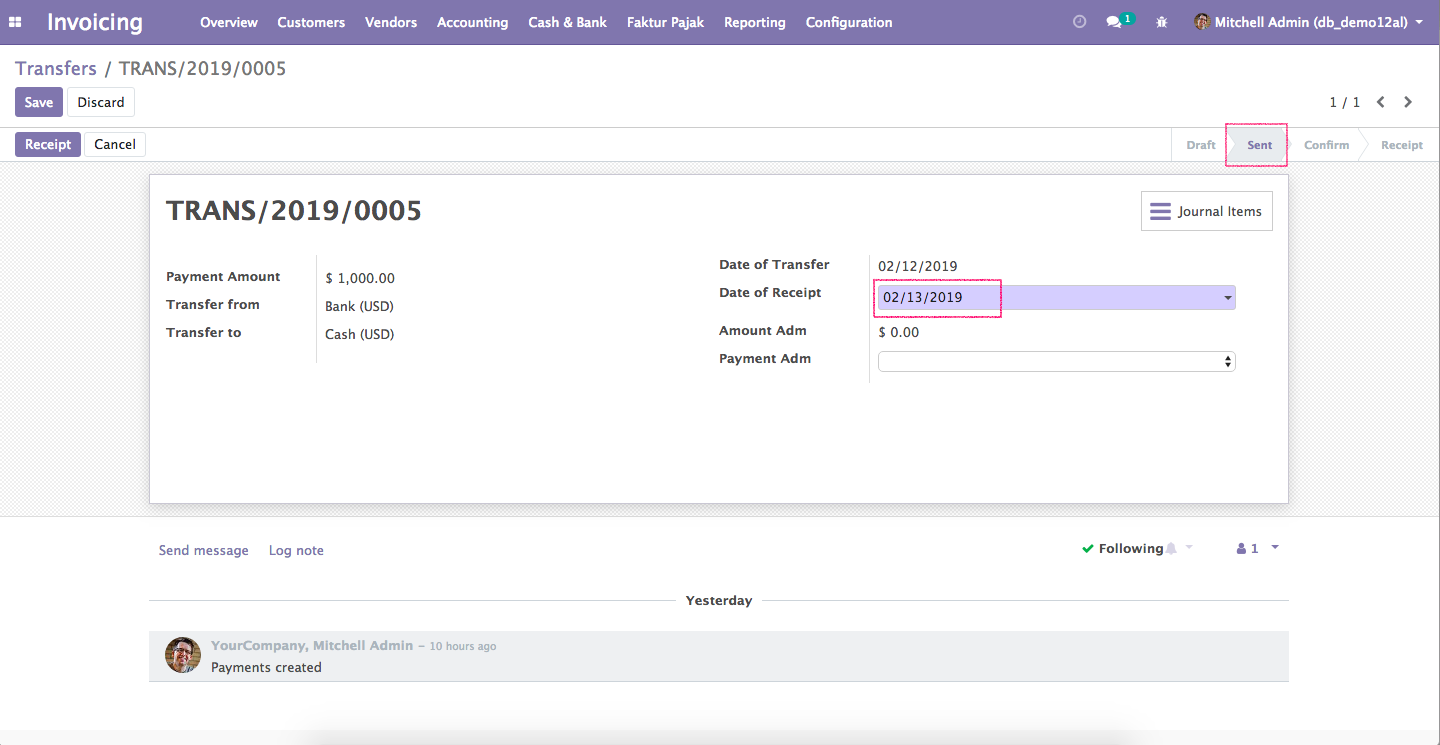 Invoicing Overview Customers Vendors Accounting Cash & Bank Faktur Pajak Reporting Configuration 1 Mitchell Admin (db_demo12al)
Transfers / TRANS/2019/0005
Save Discard 1 / 1
Receipt Cancel Draft Sent Confirm Receipt
TRANS/2019/0005 Journal Items
Payment Amount $ 1,000.00
Transfer from Bank (USD)
Transfer to Cash (USD)
Date of Transfer 02/12/2019
Date of Receipt 02/13/2019
Amount Adm $ 0.00
Payment Adm
Send message Log note Following 1
Yesterday
YourCompany, Mitchell Admin – 10 hours ago
Payments created